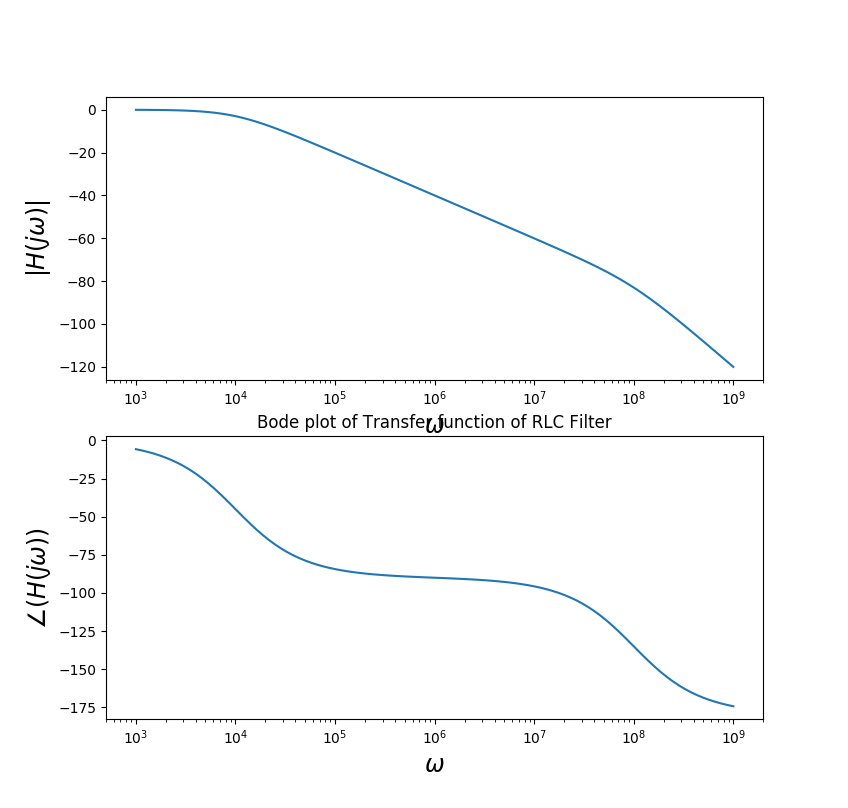 |H(jω)|
0
−20
−40
−60
−80
−100
−120
10³ 10⁴ 10⁵ 10⁶ 10⁷ 10⁸ 10⁹
ω
Bode plot of Transfer function of RLC Filter
∠(H(jω))
0
−25
−50
−75
−100
−125
−150
−175
10³ 10⁴ 10⁵ 10⁶ 10⁷ 10⁸ 10⁹
ω